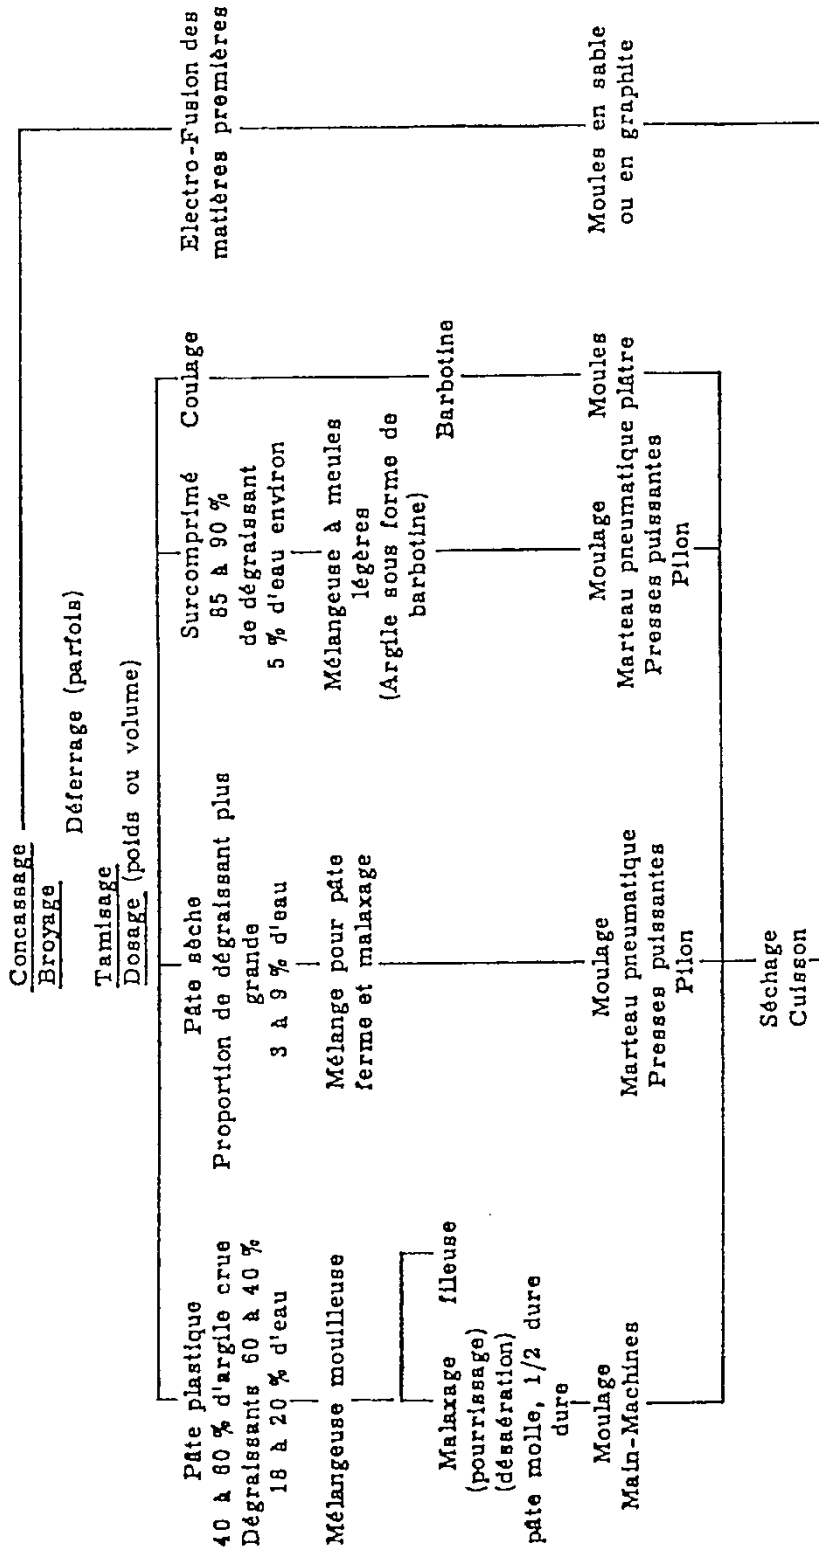 Concassage
Broyage
Déferrage (parfois)
Tamisage
Dosage (poids ou volume)
Pâte plastique
40 à 60 % d'argile crue
Dégraissants 60 à 40 %
18 à 20 % d'eau
Mélangeuse mouilleuse
Malaxage fileuse
(pourrissage)
(désaération)
pâte molle, 1/2 dure
dure
Moulage
Main-Machines
Pâte sèche
Proportion de dégraissant plus
grande
3 à 9 % d'eau
Mélange pour pâte
ferme et malaxage
Moulage
Marteau pneumatique
Presses puissantes
Pilon
Surcomprimé
85 à 90 %
de dégraissant
5 % d'eau environ
Mélangeuse à meules
légères
(Argile sous forme de
barbotine)
Moulage
Marteau pneumatique
Presses puissantes
Pilon
Coulage
Barbotine
Moules
plâtre
Electro-Fusion des
matières premières
Moules en sable
ou en graphite
Séchage
Cuisson